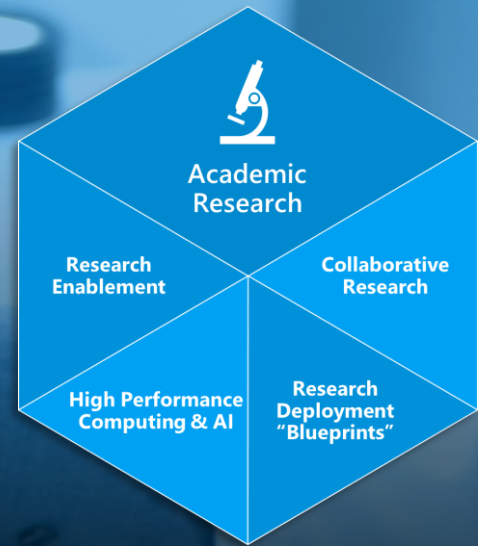 Academic
Research
Research
Enablement
Collaborative
Research
High Performance
Computing & AI
Research
Deployment
“Blueprints”